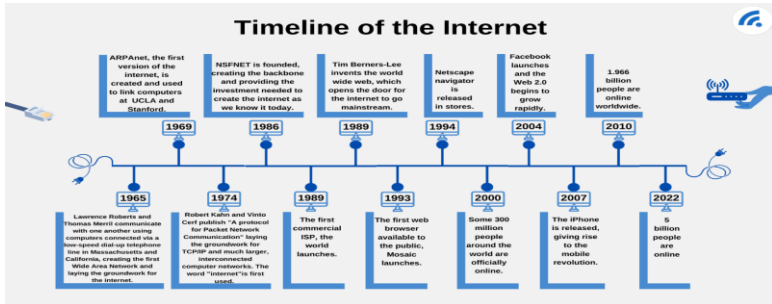 Timeline of the Internet
ARPAnet, the first
version of the
internet, is
created and used
to link computers
at UCLA and
Stanford.
NSFNET is founded,
creating the backbone
and providing the
investment needed to
create the internet as
we know it today.
Tim Berners-Lee
invents the world
wide web, which
opens the door for
the internet to go
mainstream.
Netscape
navigator
is
released
in stores.
Facebook
launches
and the
Web 2.0
begins to
grow
rapidly.
1.966
billion
people are
online
worldwide.
1969
1986
1989
1994
2004
2010
1965
1974
1989
1993
2000
2007
2022
Lawrence Roberts and
Thomas Merril communicate
with one another using
computers connected via a
low-speed dial-up telephone
line in Massachusetts and
California, creating the first
Wide Area Network and
laying the groundwork for
the internet.
Robert Kahn and Vinto
Cerf publish "A protocol
for Packet Network
Communication" laying
the groundwork for
TCP/IP and much larger,
interconnected
computer networks. The
word "internet"is first
used.
The first
commercial
ISP, the
world
launches.
The first web
browser
available to
the public,
Mosaic
launches.
Some 300
million
people
around the
world are
officially
online.
The iPhone
is released,
giving rise to
the mobile
revolution.
5
billion
people are
online